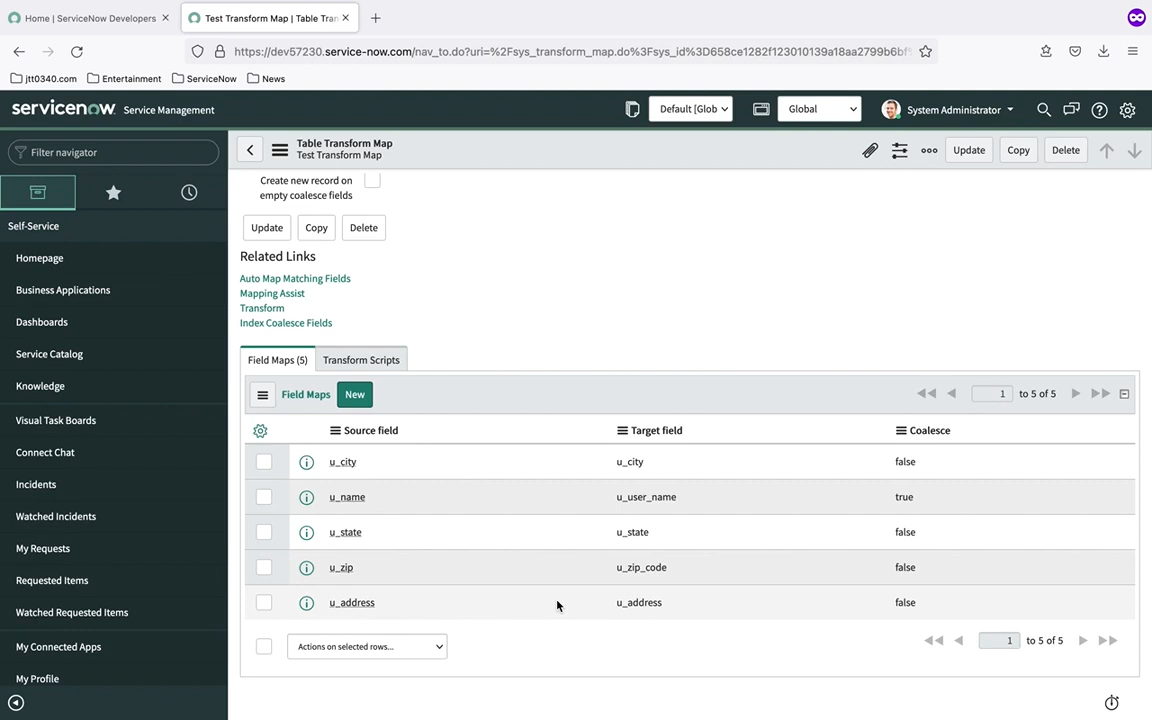 Home | ServiceNow Developers
Test Transform Map | Table Tran
https://dev57230.service-now.com/nav_to.do?uri=%2Fsys_transform_map.do%3Fsys_id%3D658ce1282f123010139a18aa2799b6bf%
jtt0340.com Entertainment ServiceNow News
servicenow Service Management
Default [Glob Global System Administrator
Filter navigator
Table Transform Map
Test Transform Map
Update Copy Delete
Self-Service
Homepage
Business Applications
Dashboards
Service Catalog
Knowledge
Visual Task Boards
Connect Chat
Incidents
Watched Incidents
My Requests
Requested Items
Watched Requested Items
My Connected Apps
My Profile
Create new record on
empty coalesce fields
Update Copy Delete
Related Links
Auto Map Matching Fields
Mapping Assist
Transform
Index Coalesce Fields
Field Maps (5) Transform Scripts
Field Maps New 1 to 5 of 5
Source field Target field Coalesce
u_city u_city false
u_name u_user_name true
u_state u_state false
u_zip u_zip_code false
u_address u_address false
Actions on selected rows... 1 to 5 of 5